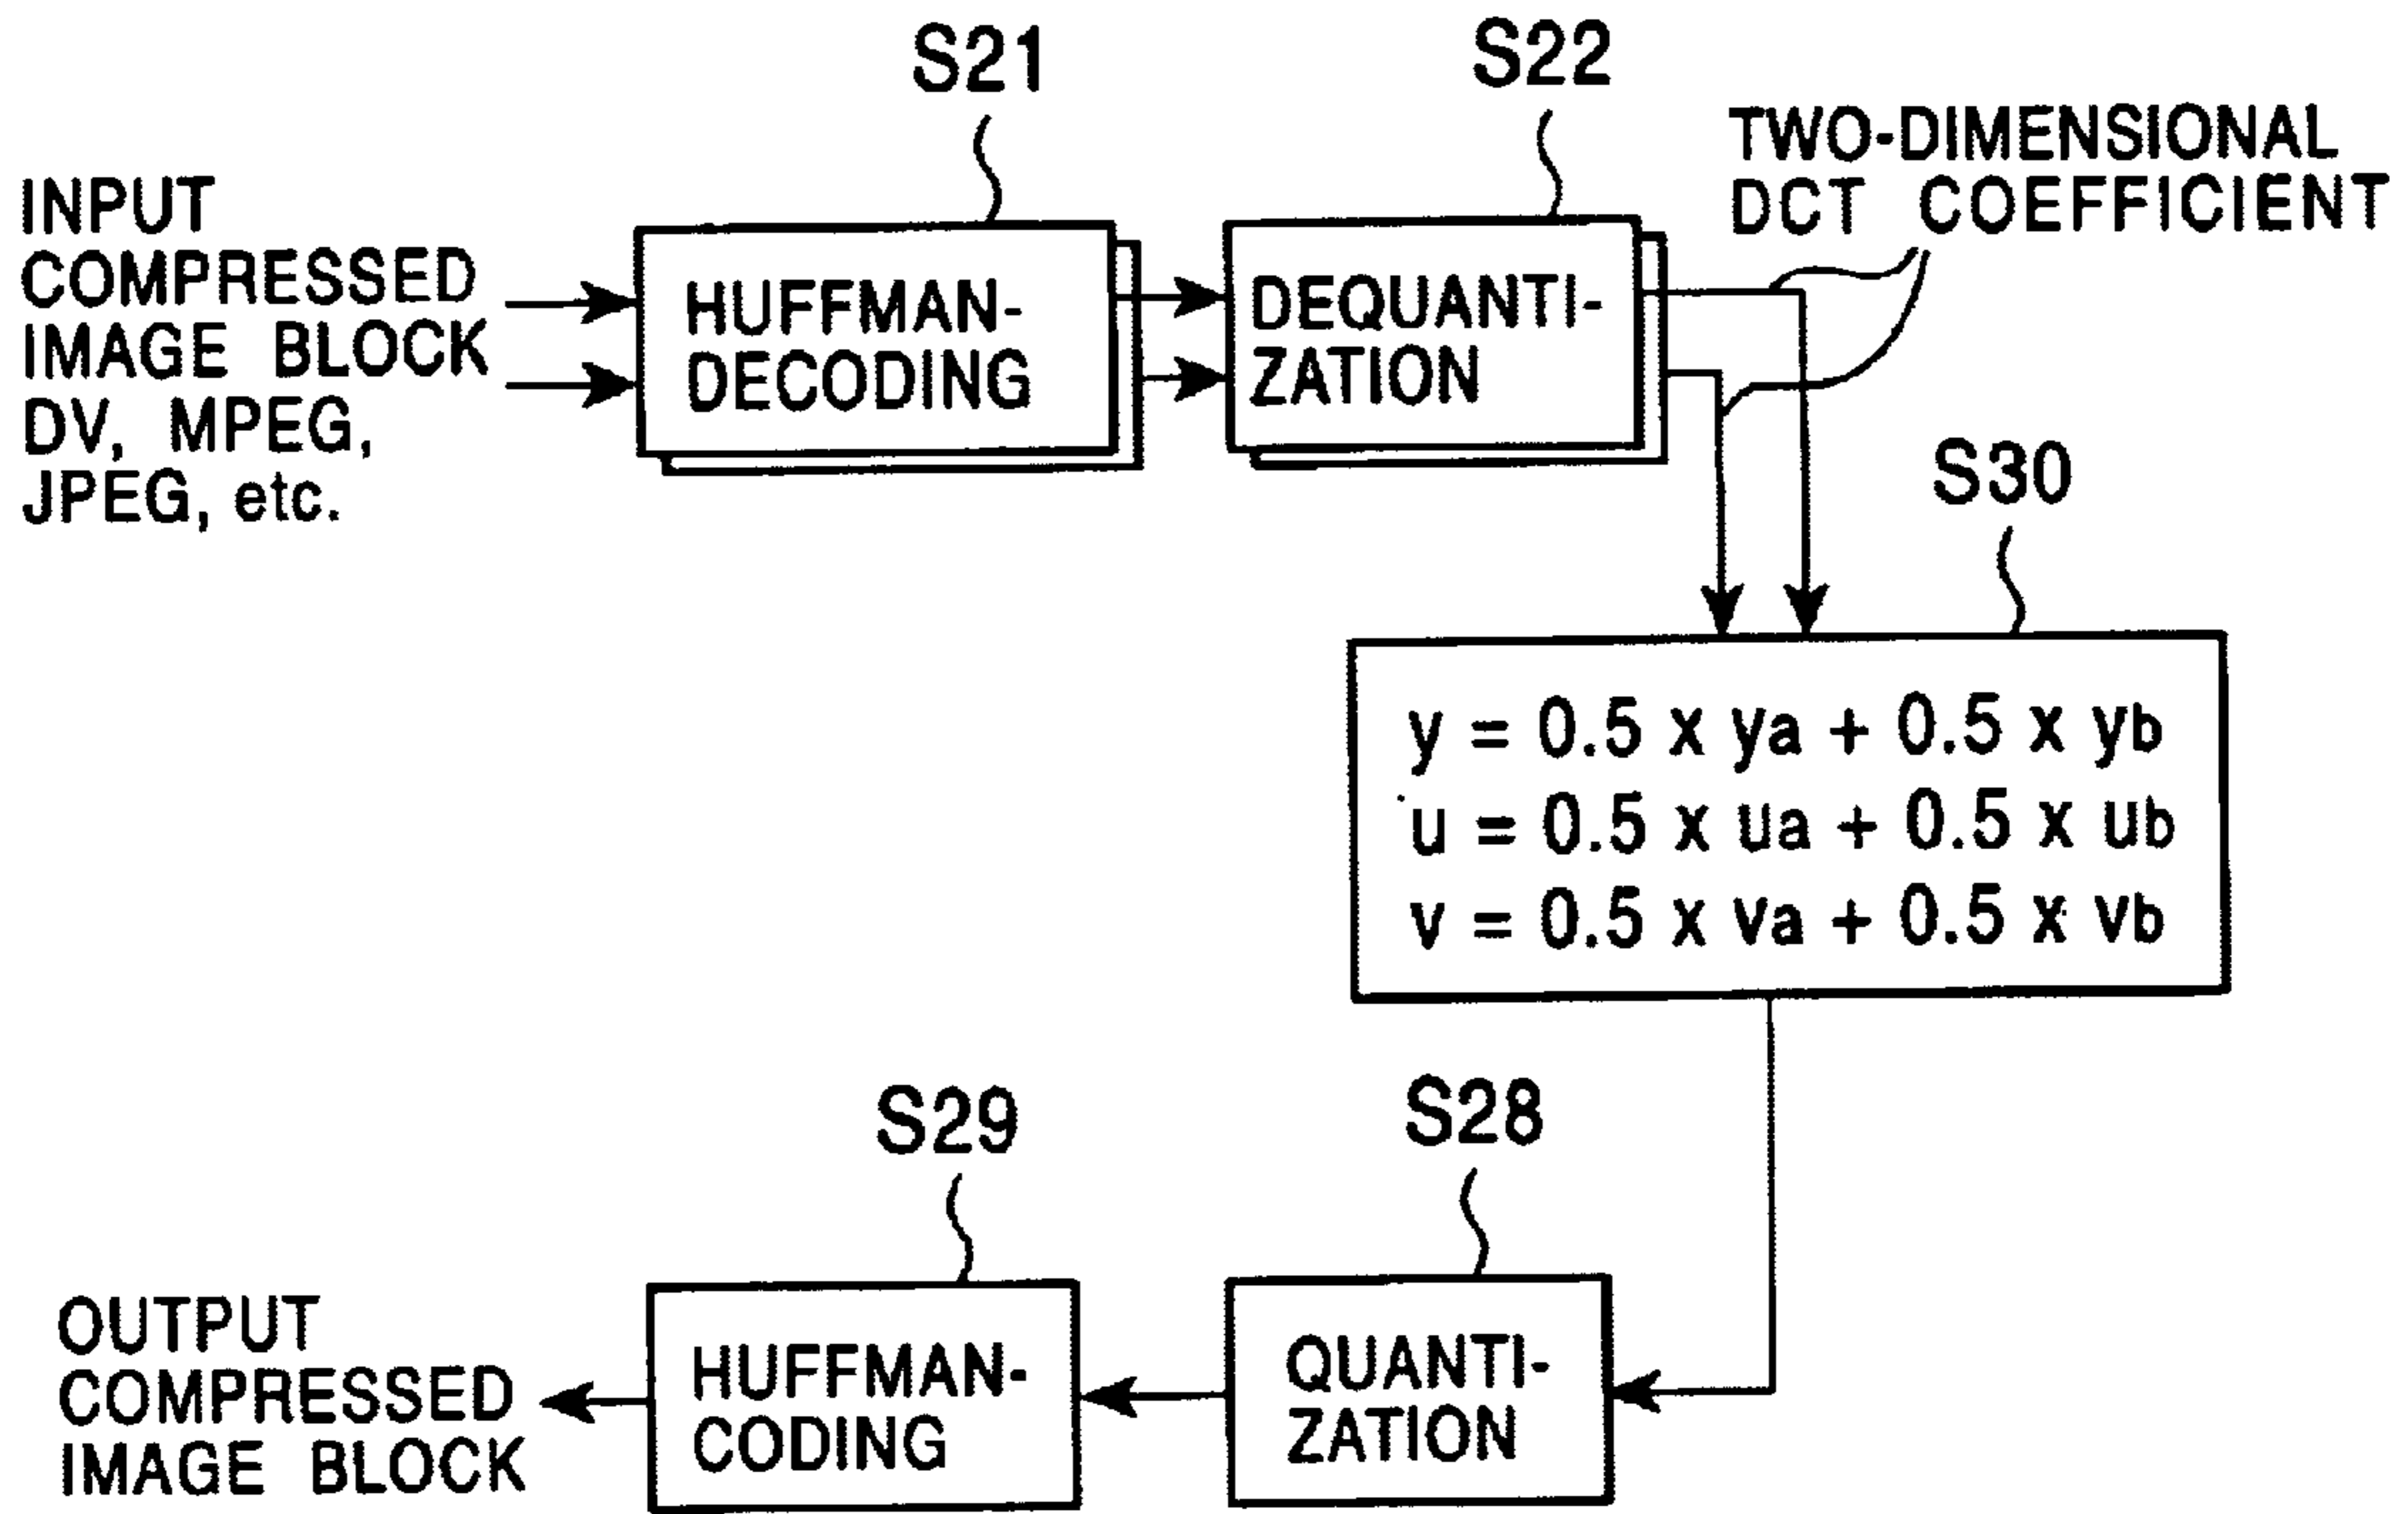 S21
S22
TWO-DIMENSIONAL
DCT COEFFICIENT
INPUT
COMPRESSED
IMAGE BLOCK
DV, MPEG,
JPEG, etc.
HUFFMAN-
DECODING
DEQUANTI-
ZATION
S30
y = 0.5 x ya + 0.5 x yb
u = 0.5 x ua + 0.5 x ub
v = 0.5 x va + 0.5 x vb
S29
S28
OUTPUT
COMPRESSED
IMAGE BLOCK
HUFFMAN-
CODING
QUANTI-
ZATION